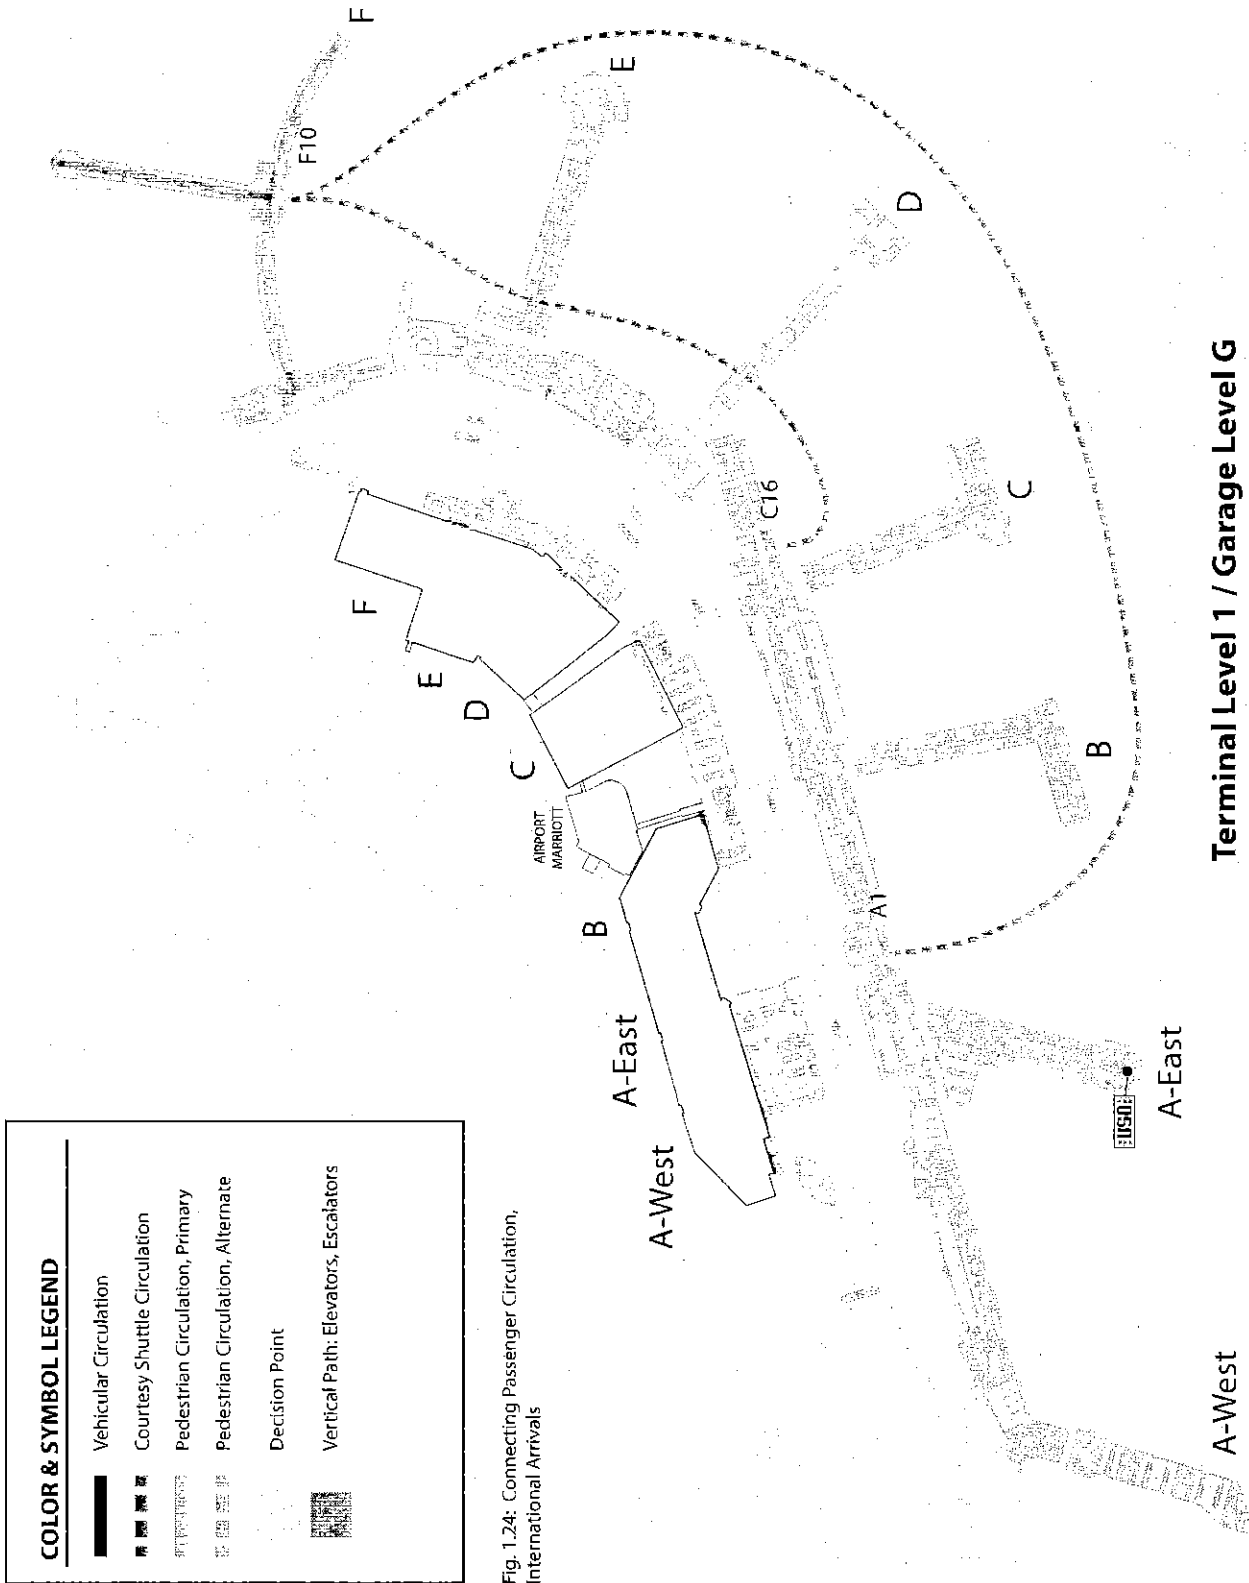 COLOR & SYMBOL LEGEND
Vehicular Circulation
Courtesy Shuttle Circulation
Pedestrian Circulation, Primary
Pedestrian Circulation, Alternate
Decision Point
Vertical Path: Elevators, Escalators
Fig. 1.24: Connecting Passenger Circulation,
International Arrivals
A-West
A-East
B
AIRPORT
MARRIOTT
C
D
E
F
F
F10
E
D
C16
C
B
A1
A-East
A-West
Terminal Level 1 / Garage Level G